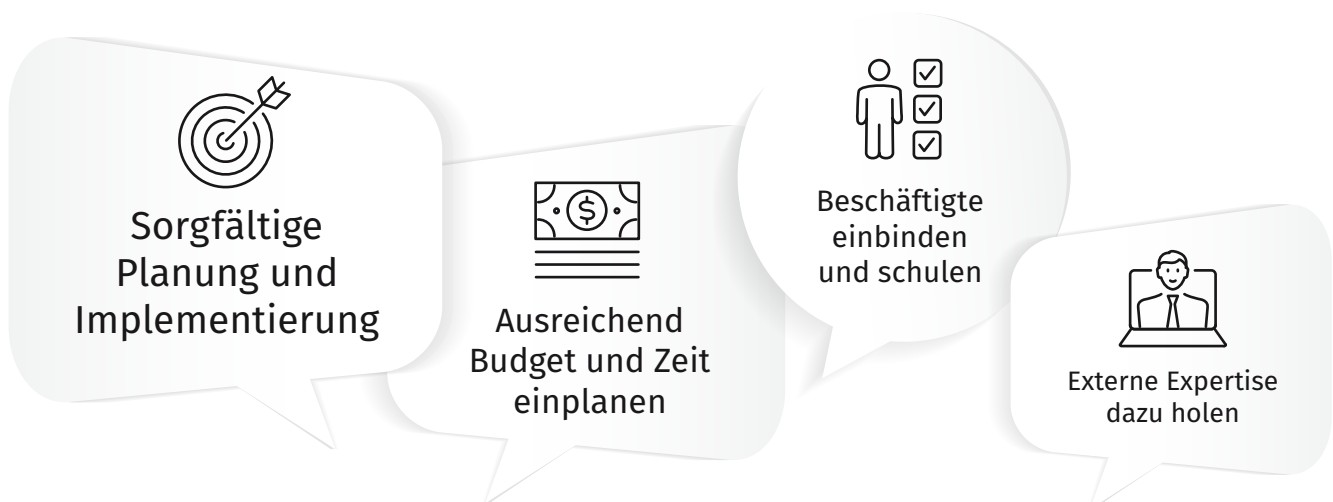 Sorgfältige
Planung und
Implementierung
Ausreichend
Budget und Zeit
einplanen
Beschäftigte
einbinden
und schulen
Externe Expertise
dazu holen